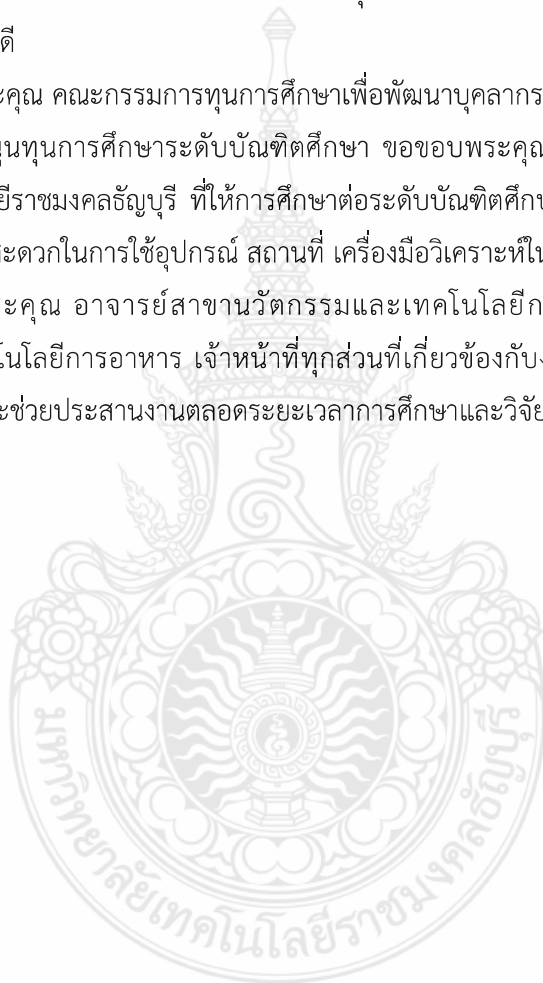 ดี
ะคุณ คณะกรรมการทุนการศึกษาเพื่อพัฒนาบุคลากร
นุนทุนการศึกษาระดับบัณฑิตศึกษา ขอขอบพระคุณ
ยีราชมงคลธัญบุรี ที่ให้การศึกษาต่อระดับบัณฑิตศึกษ
สะดวกในการใช้อุปกรณ์ สถานที่ เครื่องมือวิเคราะห์ใน
ะคุณ อาจารย์สาขานวัตกรรมและเทคโนโลยีก
นโลยีการอาหาร เจ้าหน้าที่ทุกส่วนที่เกี่ยวข้องกับ
ะช่วยประสานงานตลอดระยะเวลาการศึกษาและวิจัย
มหาวิทยาลัยเทคโนโลยีราชมงคลธัญบุรี